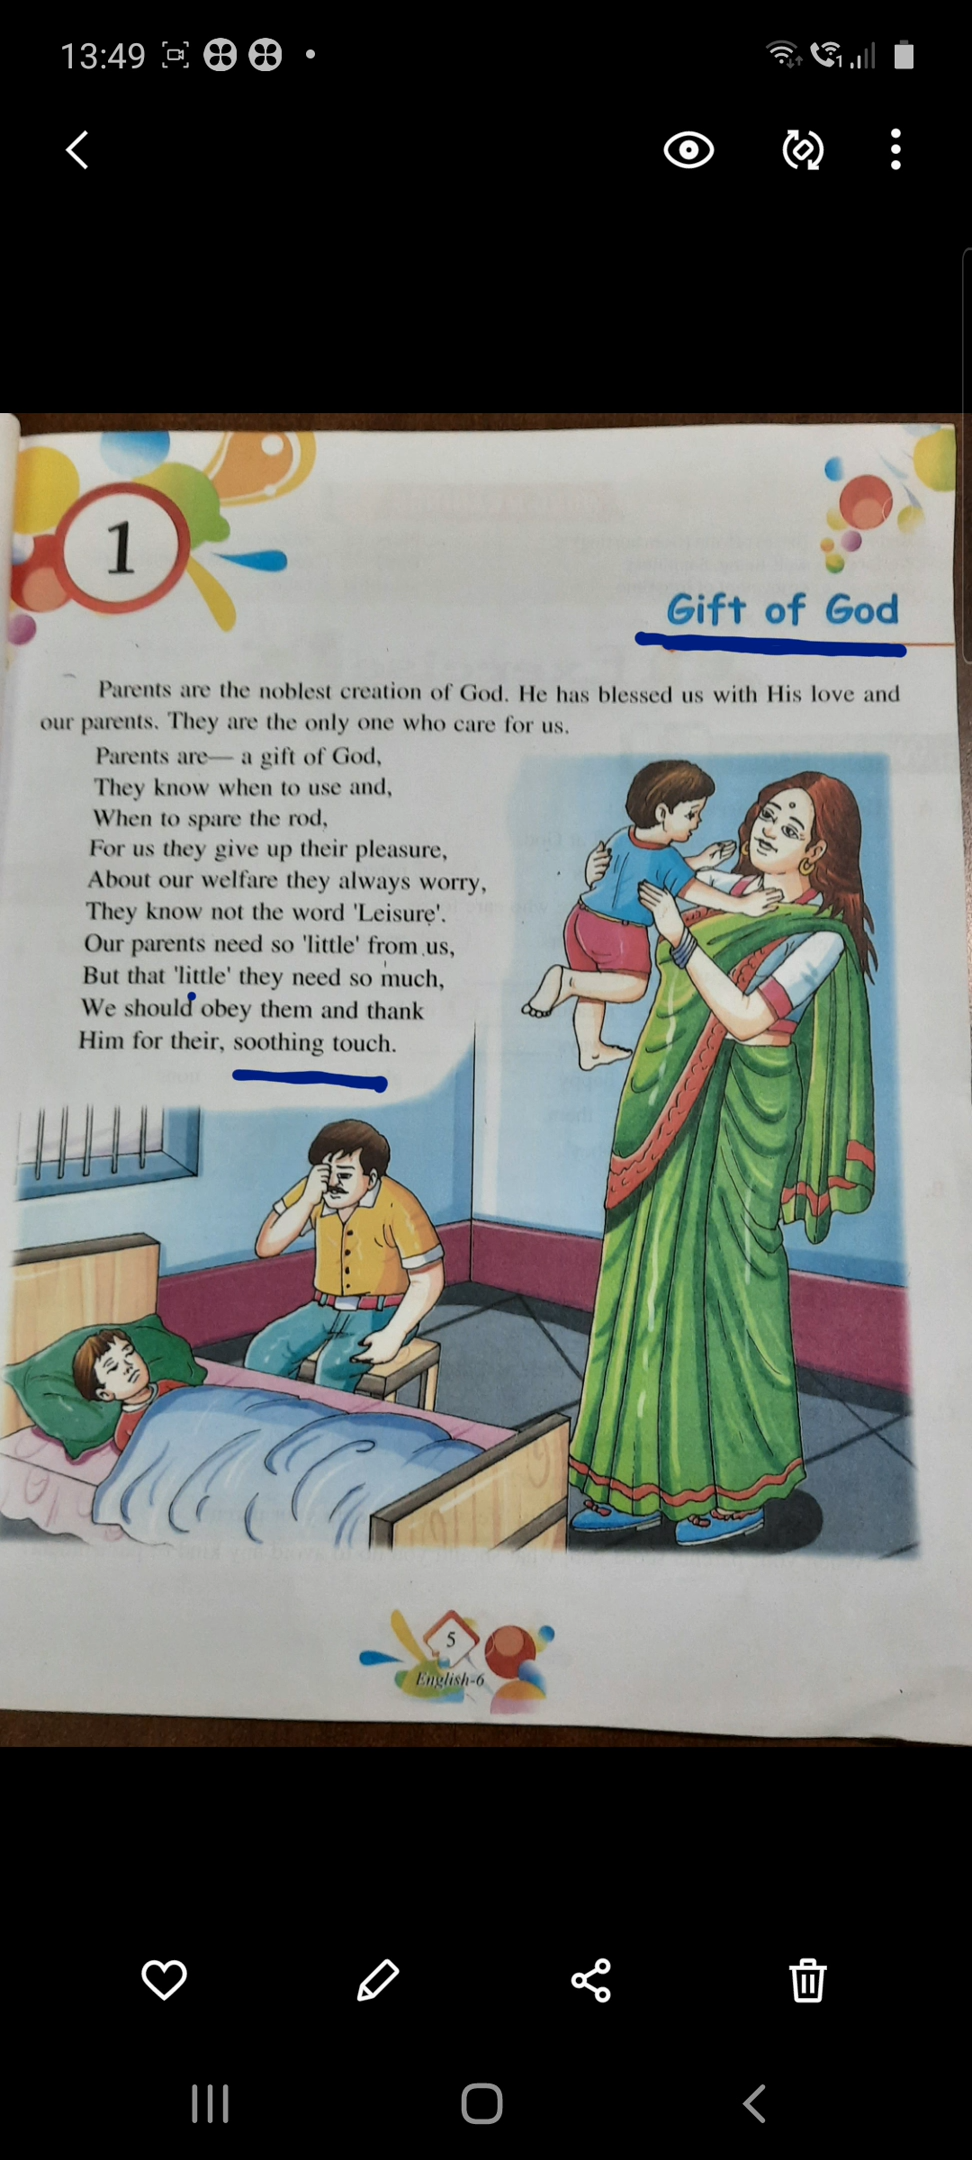 13:49
1
Gift of God
Parents are the noblest creation of God. He has blessed us with His love and
our parents. They are the only one who care for us.
Parents are— a gift of God,
They know when to use and,
When to spare the rod,
For us they give up their pleasure,
About our welfare they always worry,
They know not the word 'Leisure'.
Our parents need so 'little' from us,
But that 'little' they need so much,
We should obey them and thank
Him for their, soothing touch.
5
English-6